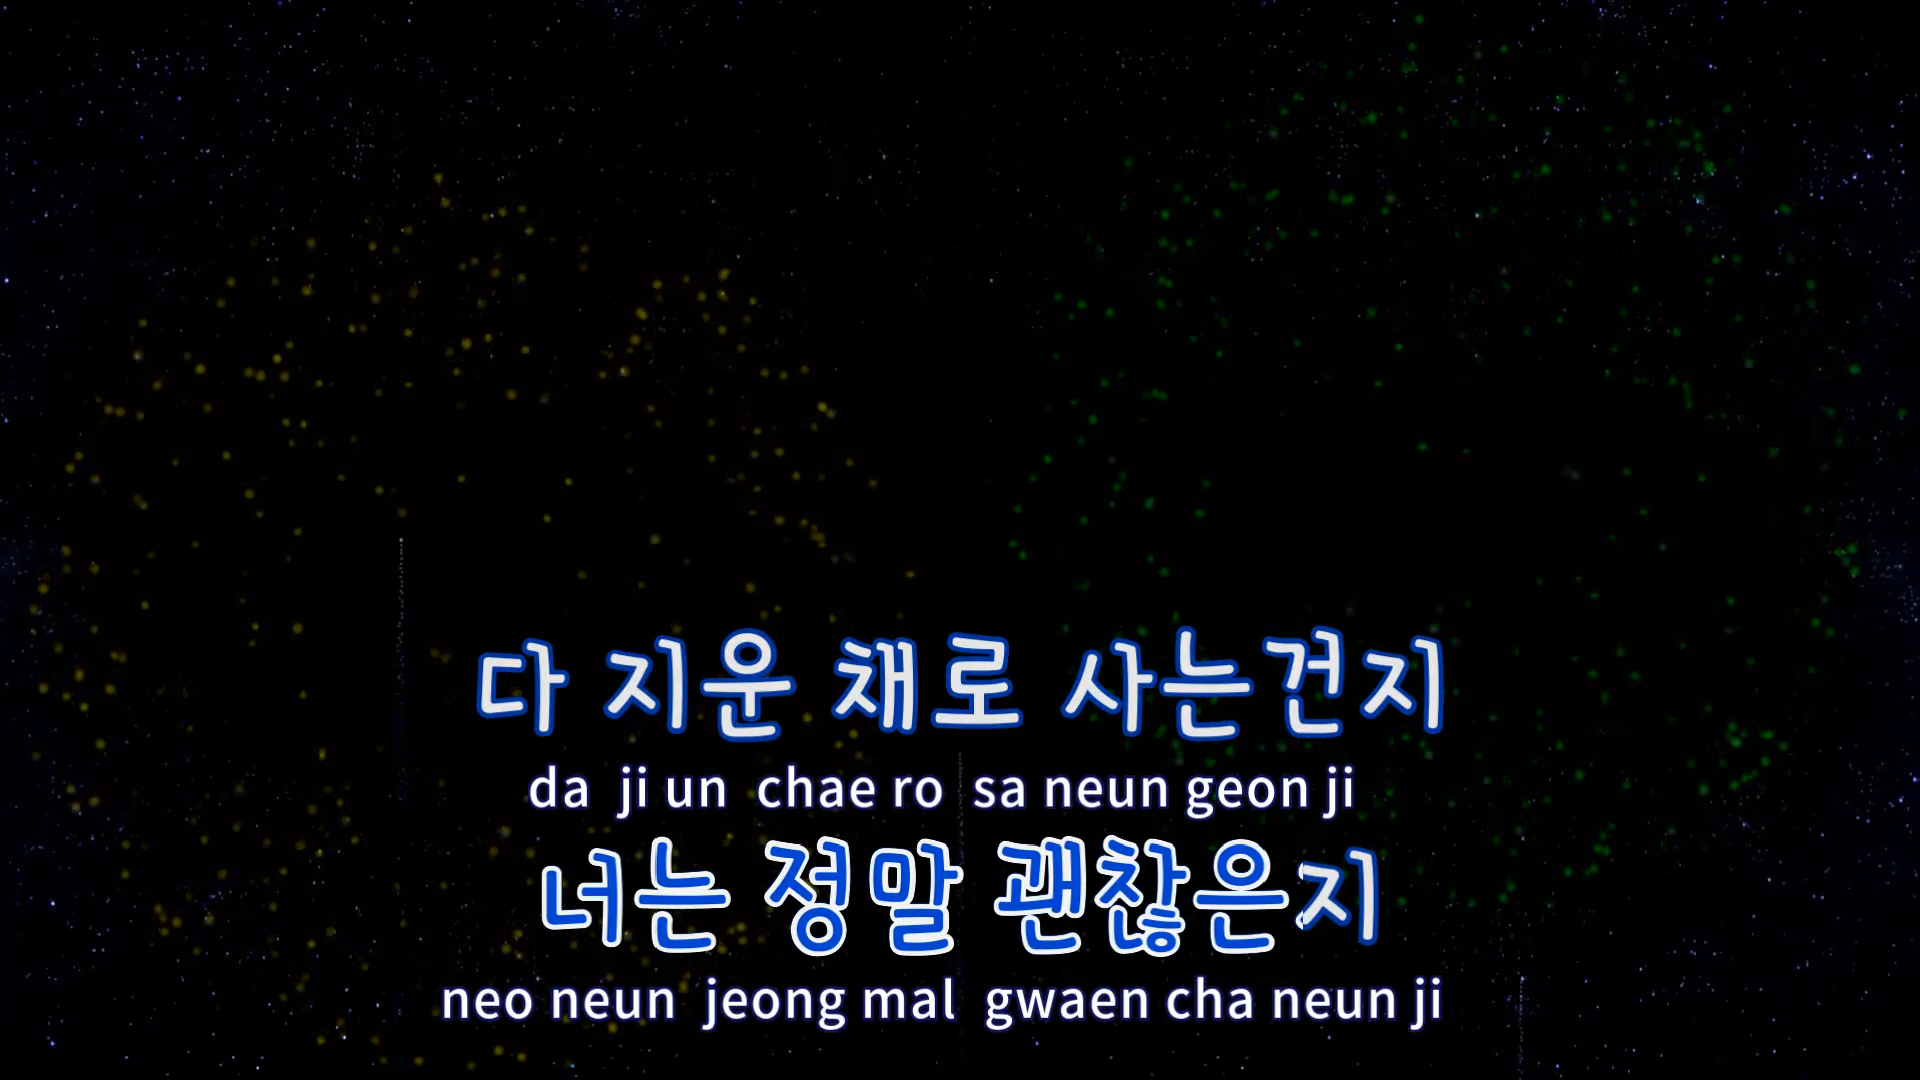 다 지운 채로 사는건지
da ji un chae ro sa neun geon ji
너는 정말 괜찮은지
neo neun jeong mal gwaen cha neun ji